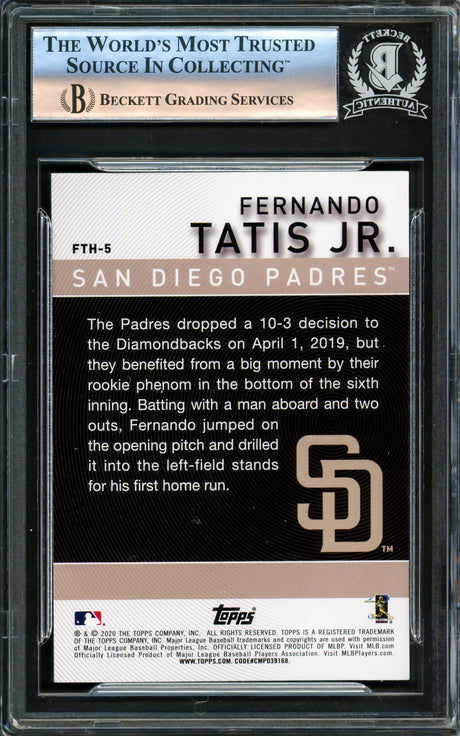 THE WORLD'S MOST TRUSTED
SOURCE IN COLLECTING™
B BECKETT GRADING SERVICES
BECKETT
B
AUTHENTIC
FERNANDO
FTH-5
TATIS JR.
SAN DIEGO PADRES™
The Padres dropped a 10-3 decision to
the Diamondbacks on April 1, 2019, but
they benefited from a big moment by their
rookie phenom in the bottom of the sixth
inning. Batting with a man aboard and two
outs, Fernando jumped on
the opening pitch and drilled
it into the left-field stands
for his first home run.
SD™
topps
® & © 2020 THE TOPPS COMPANY, INC. ALL RIGHTS RESERVED. TOPPS IS A REGISTERED TRADEMARK
OF THE TOPPS COMPANY, INC. Major League Baseball trademarks and copyrights are used with permission
of Major League Baseball Properties, Inc. OFFICIALLY LICENSED PRODUCT OF MLBP. Visit MLB.com
Officially Licensed Product of Major League Baseball Players Association. Visit MLBPlayers.com.
WWW.TOPPS.COM. CODE#CMP039168.